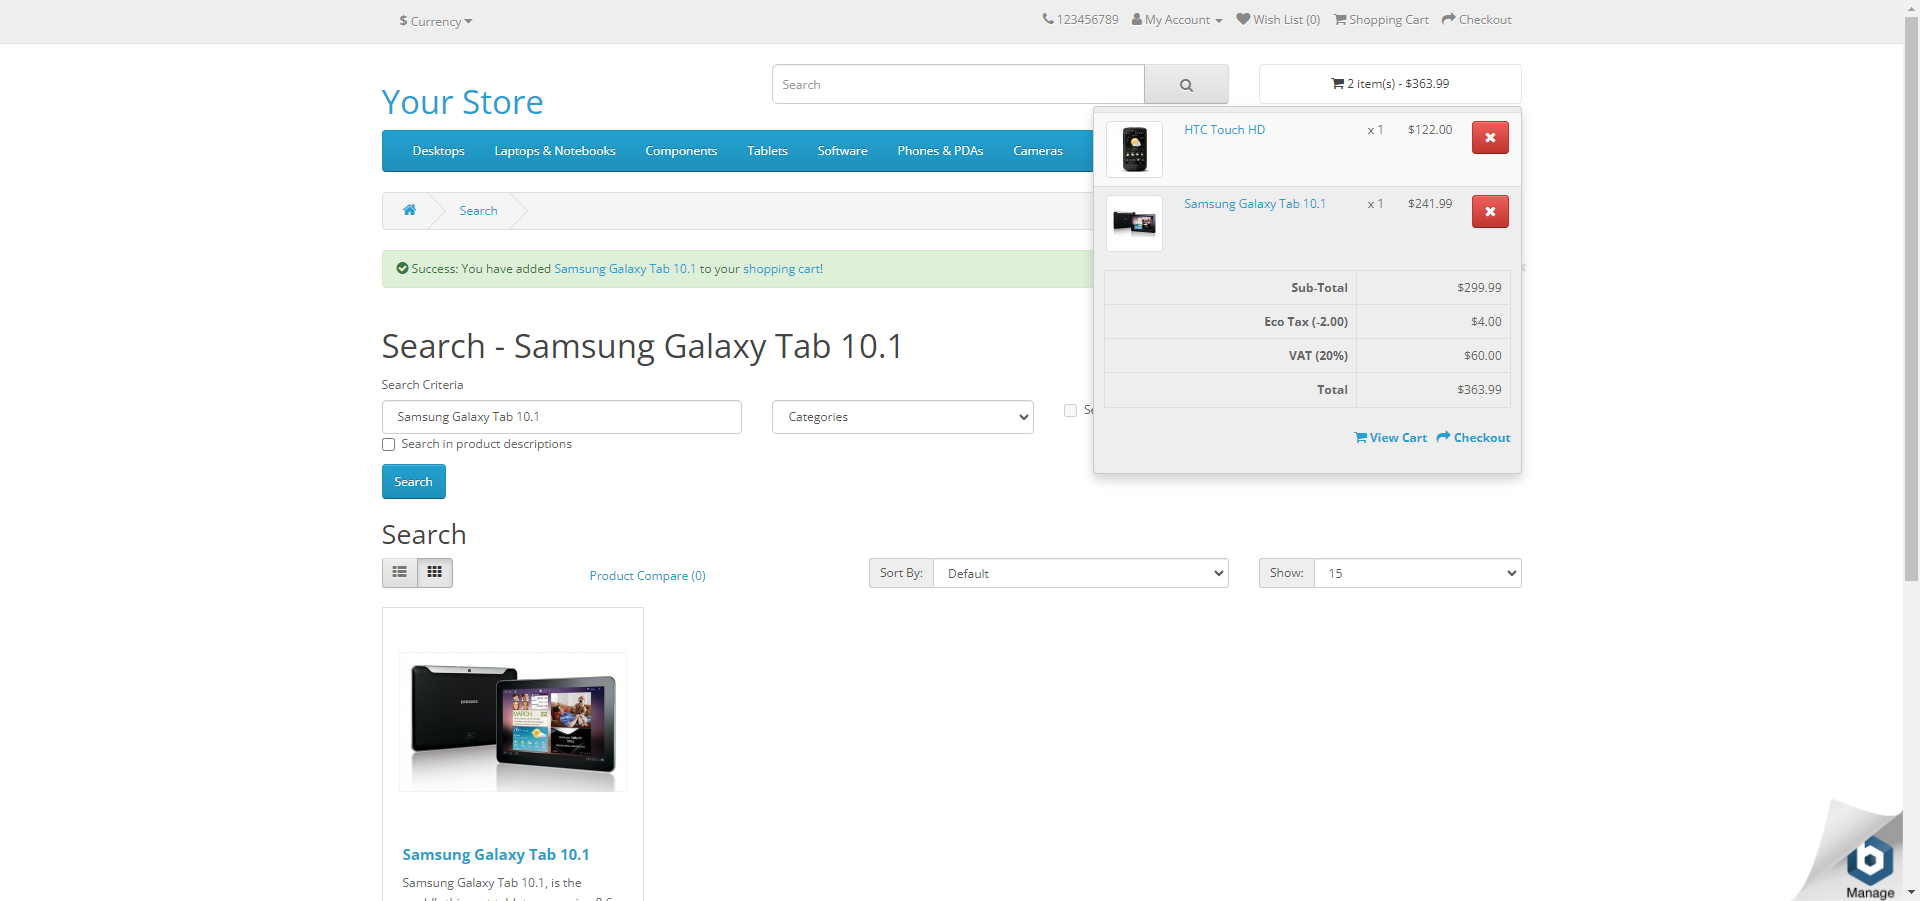 $ Currency
123456789 My Account Wish List (0) Shopping Cart Checkout
Your Store
Search
2 item(s) - $363.99
Desktops Laptops & Notebooks Components Tablets Software Phones & PDAs Cameras
HTC Touch HD x 1 $122.00
Samsung Galaxy Tab 10.1 x 1 $241.99
Sub-Total $299.99
Eco Tax (-2.00) $4.00
VAT (20%) $60.00
Total $363.99
View Cart Checkout
Search
Success: You have added Samsung Galaxy Tab 10.1 to your shopping cart!
Search - Samsung Galaxy Tab 10.1
Search Criteria
Samsung Galaxy Tab 10.1
Categories
Search in product descriptions
Search
Search
Product Compare (0)
Sort By: Default
Show: 15
SAMSUNG
MARCH 22
Samsung Galaxy Tab 10.1
Samsung Galaxy Tab 10.1, is the
b
Manage